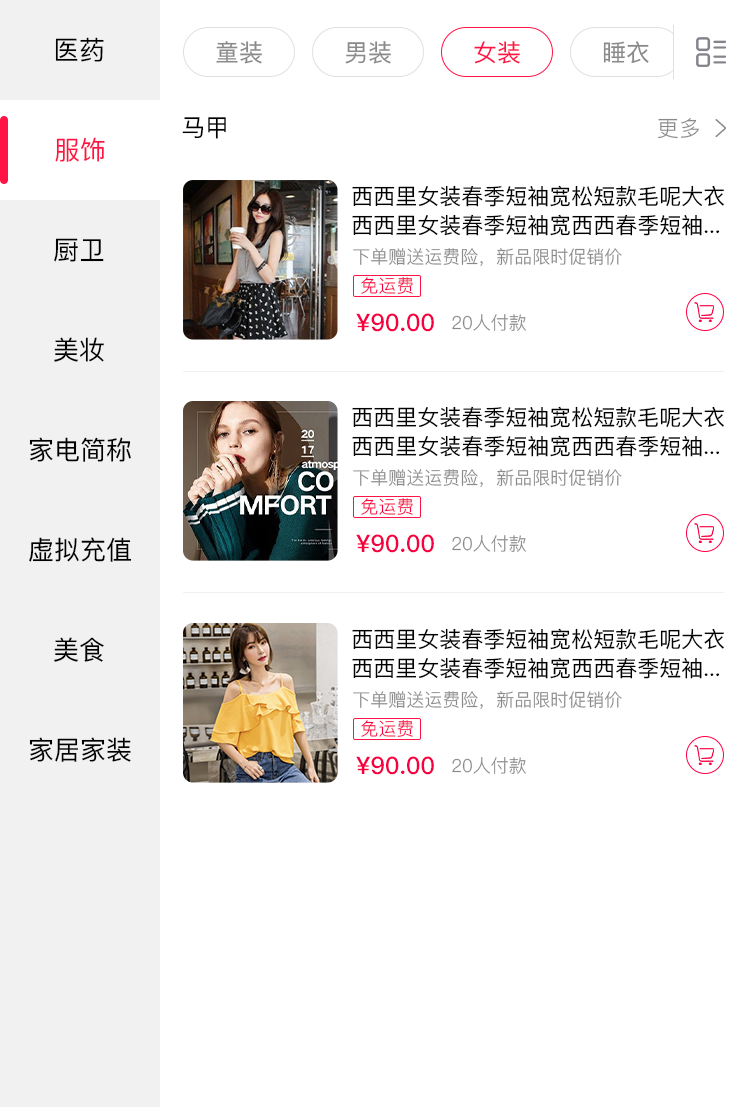 医药
服饰
厨卫
美妆
家电简称
虚拟充值
美食
家居家装
童装
男装
女装
睡衣
马甲
更多
西西里女装春季短袖宽松短款毛呢大衣
西西里女装春季短袖宽西西春季短袖...
下单赠送运费险，新品限时促销价
免运费
¥90.00 20人付款
20
17
atmosp
CO
MFORT
西西里女装春季短袖宽松短款毛呢大衣
西西里女装春季短袖宽西西春季短袖...
下单赠送运费险，新品限时促销价
免运费
¥90.00 20人付款
西西里女装春季短袖宽松短款毛呢大衣
西西里女装春季短袖宽西西春季短袖...
下单赠送运费险，新品限时促销价
免运费
¥90.00 20人付款